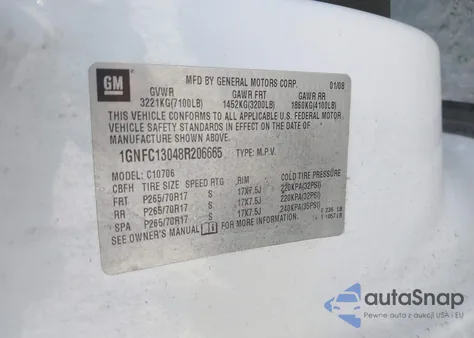 GM
MFD BY GENERAL MOTORS CORP. 01/08
GVWR GAWR FRT GAWR RR
3221KG(7100LB) 1452KG(3200LB) 1860KG(4100LB)
THIS VEHICLE CONFORMS TO ALL APPLICABLE U.S. FEDERAL MOTOR
VEHICLE SAFETY STANDARDS IN EFFECT ON THE DATE OF
MANUFACTURE SHOWN ABOVE.
1GNFC13048R206665 TYPE: M.P.V.
MODEL: C10706
CBFH TIRE SIZE SPEED RTG RIM COLD TIRE PRESSURE
FRT P265/70R17 S 17X7.5J 220KPA(32PSI)
RR P265/70R17 S 17X7.5J 220KPA(32PSI)
SPA P265/70R17 S 17X7.5J 240KPA(35PSI)
SEE OWNER'S MANUAL
autoSnap
Pewne auta z aukcji USA i EU